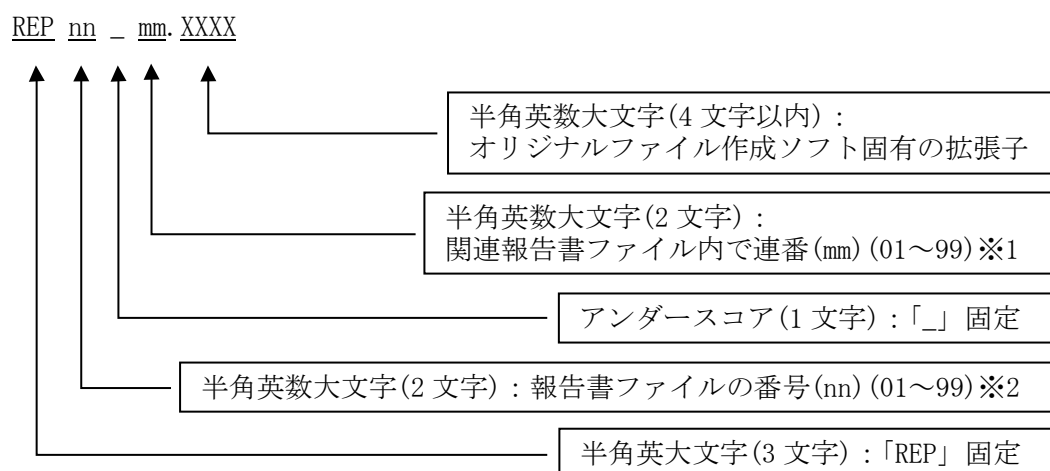 REP nn _ mm.XXXX
半角英数大文字(4 文字以内)：
オリジナルファイル作成ソフト固有の拡張子
半角英数大文字(2 文字)：
関連報告書ファイル内で連番(mm)(01～99)※1
アンダースコア(1 文字)：「_」固定
半角英数大文字(2 文字)：報告書ファイルの番号(nn)(01～99)※2
半角英大文字(3 文字)：「REP」固定